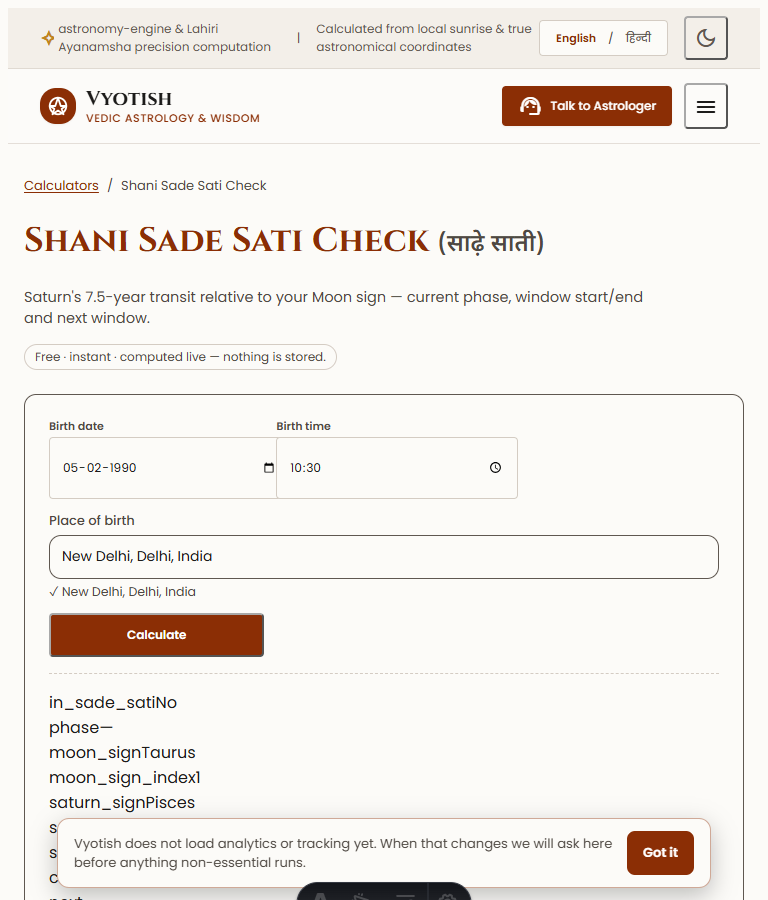 astronomy-engine & Lahiri
Ayanamsha precision computation
|
Calculated from local sunrise & true
astronomical coordinates
English / हिन्दी
Vyotish
VEDIC ASTROLOGY & WISDOM
Talk to Astrologer
Calculators / Shani Sade Sati Check
Shani Sade Sati Check (साढ़े साती)
Saturn's 7.5-year transit relative to your Moon sign — current phase, window start/end
and next window.
Free · instant · computed live — nothing is stored.
Birth date
Birth time
05-02-1990
10:30
Place of birth
New Delhi, Delhi, India
✓ New Delhi, Delhi, India
Calculate
in_sade_satiNo
phase—
moon_signTaurus
moon_sign_index1
saturn_signPisces
Vyotish does not load analytics or tracking yet. When that changes we will ask here
before anything non-essential runs.
Got it